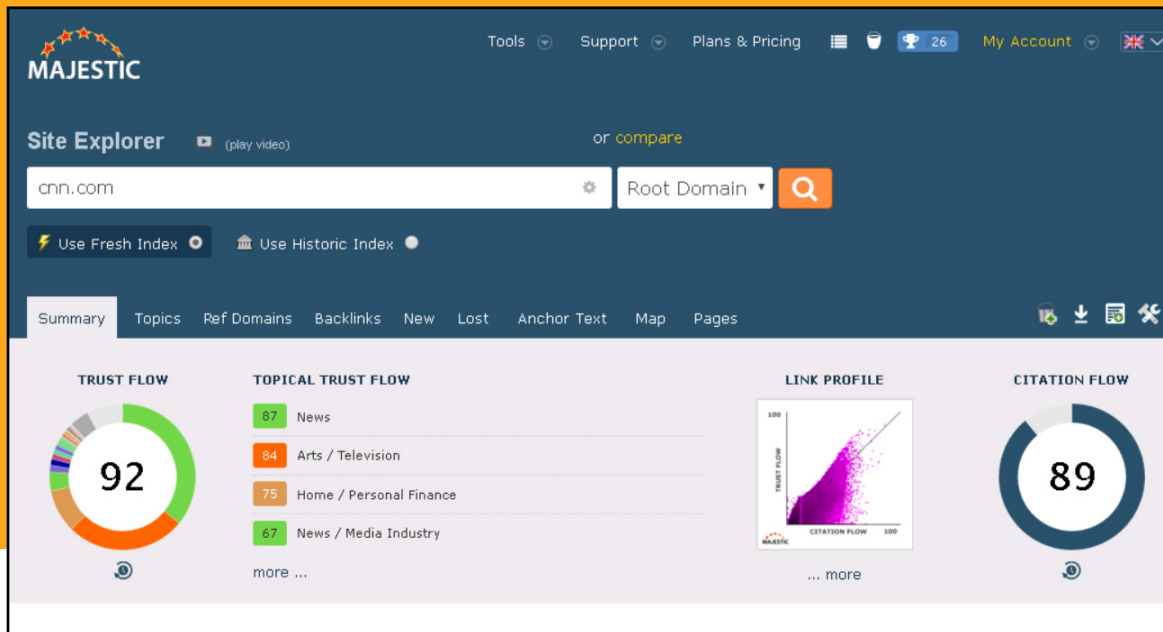 Tools Support Plans & Pricing 26 My Account
MAJESTIC
Site Explorer (play video) or compare
cnn.com Root Domain
Use Fresh Index Use Historic Index
Summary Topics Ref Domains Backlinks New Lost Anchor Text Map Pages
TRUST FLOW
92
TOPICAL TRUST FLOW
87 News
84 Arts / Television
75 Home / Personal Finance
67 News / Media Industry
more ...
LINK PROFILE
100
TRUST FLOW
CITATION FLOW 100
MAJESTIC
... more
CITATION FLOW
89